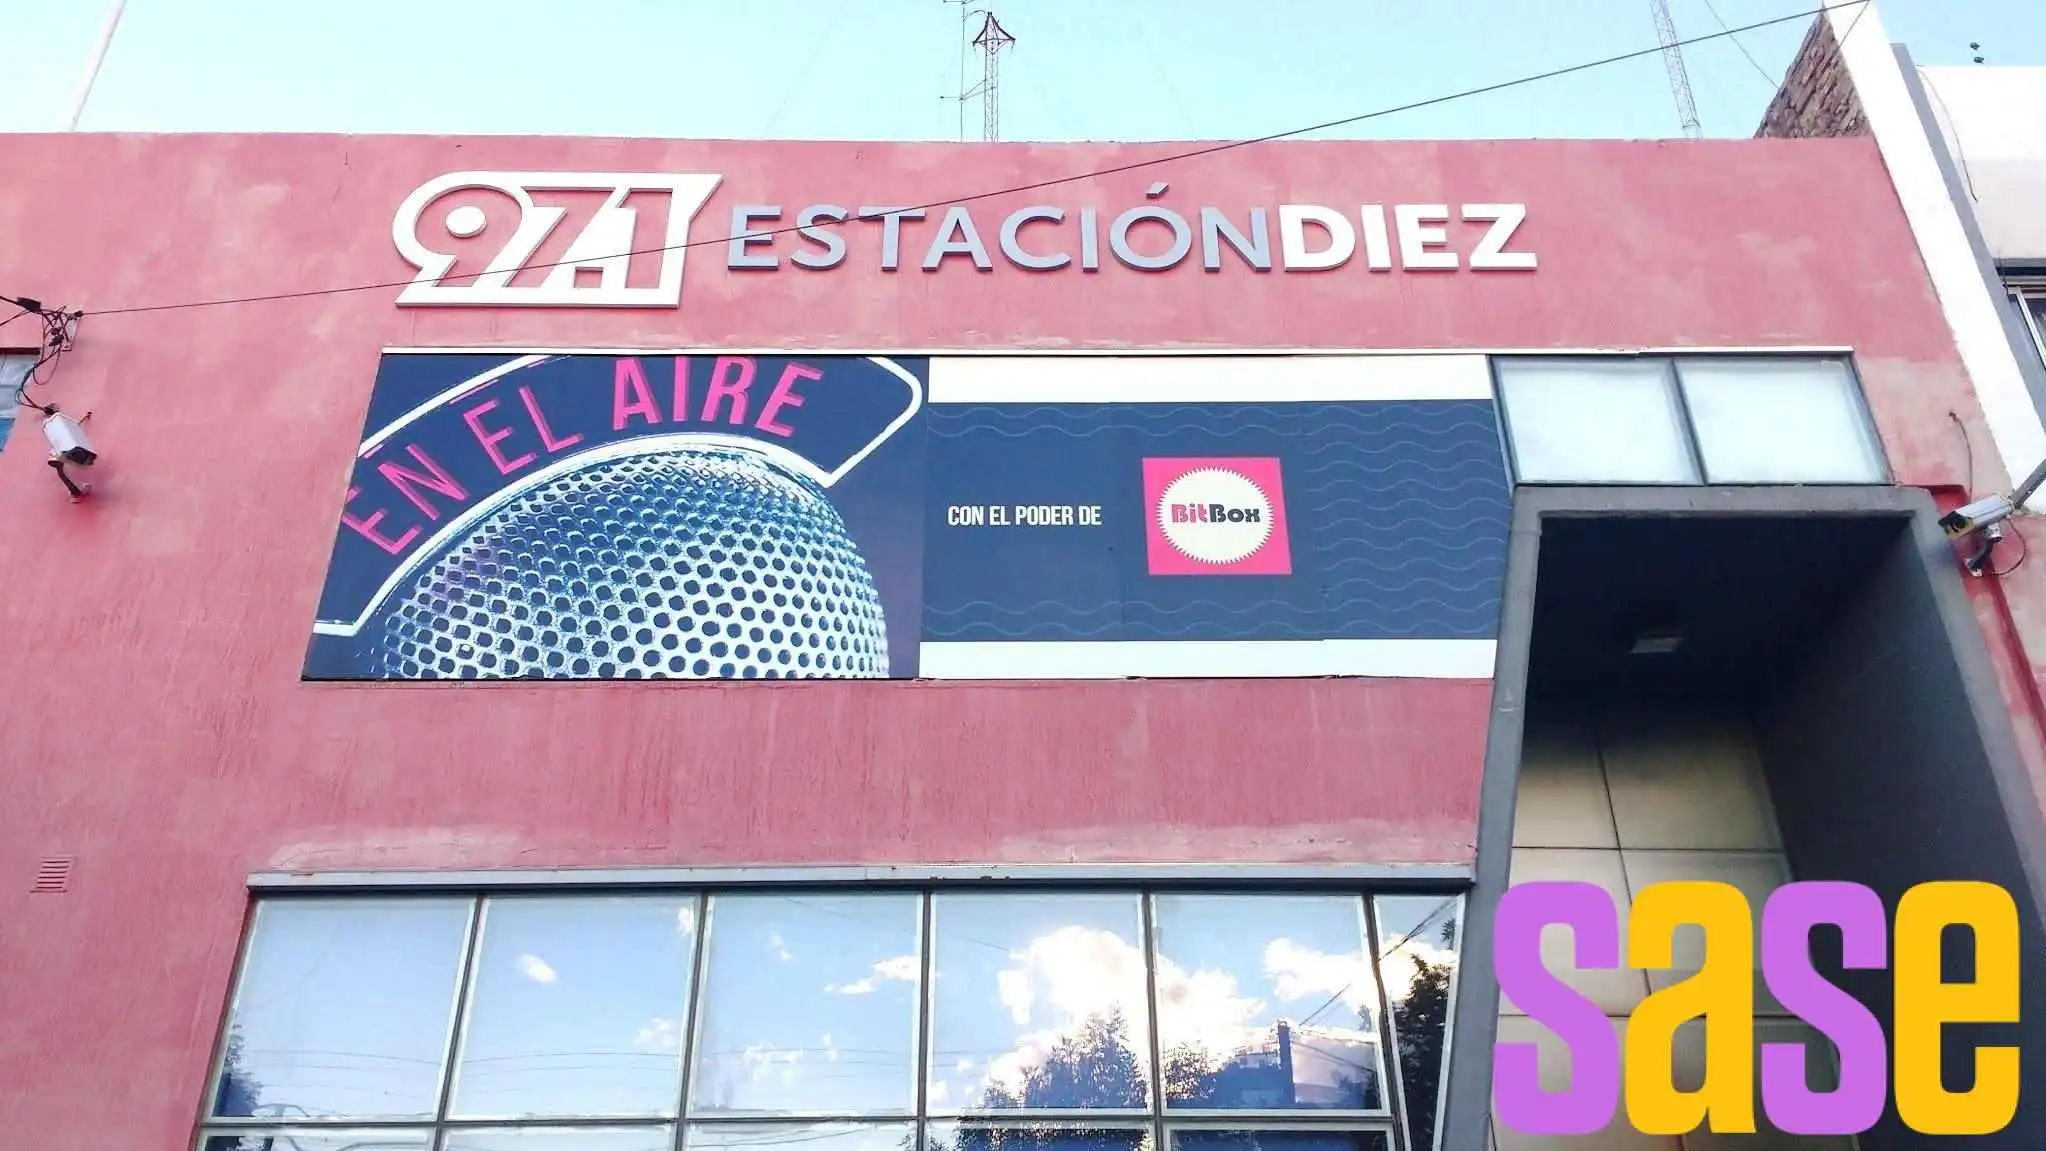 97.1 ESTACIÓNDIEZ
EN EL AIRE
CON EL PODER DE
BitBox
sase